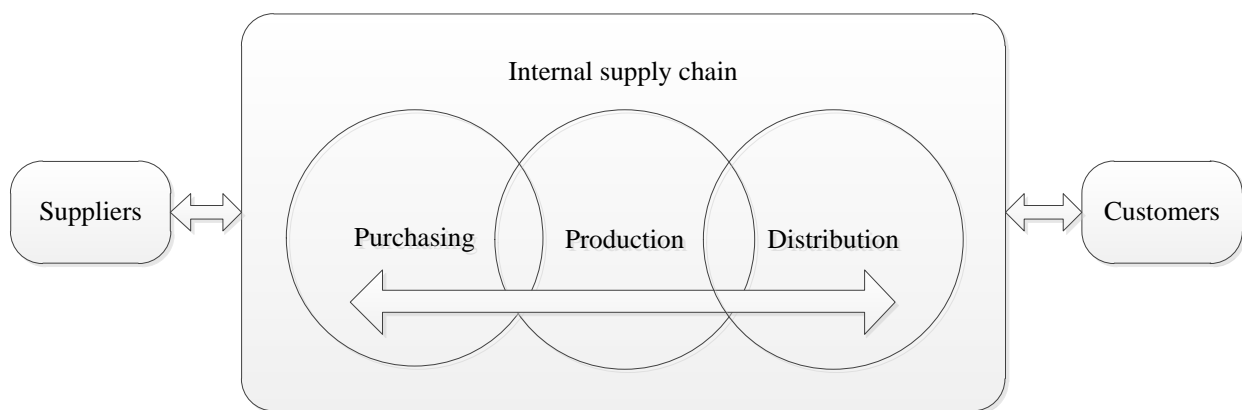 Internal supply chain
Suppliers
Purchasing
Production
Distribution
Customers